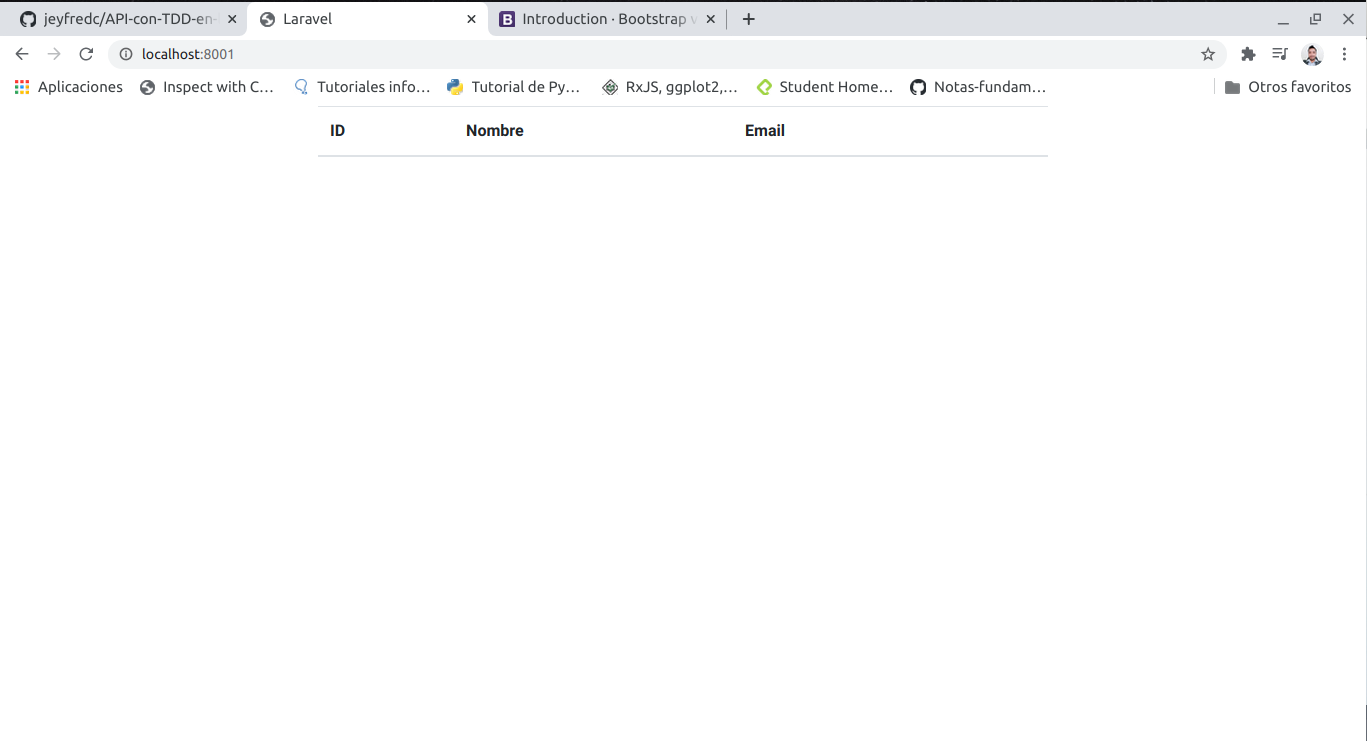 jeyfredc/API-con-TDD-en- Laravel Introduction · Bootstrap v
localhost:8001
Aplicaciones Inspect with C... Tutoriales info... Tutorial de Py... RxJS, ggplot2,... Student Home... Notas-fundam... Otros favoritos
ID Nombre Email